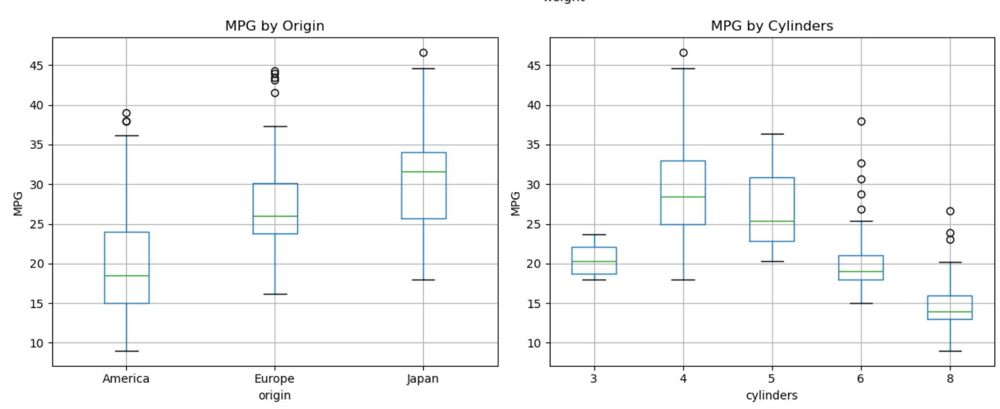 MPG by Origin
MPG
45
40
35
30
25
20
15
10
America Europe Japan
origin
MPG by Cylinders
MPG
45
40
35
30
25
20
15
10
3 4 5 6 8
cylinders